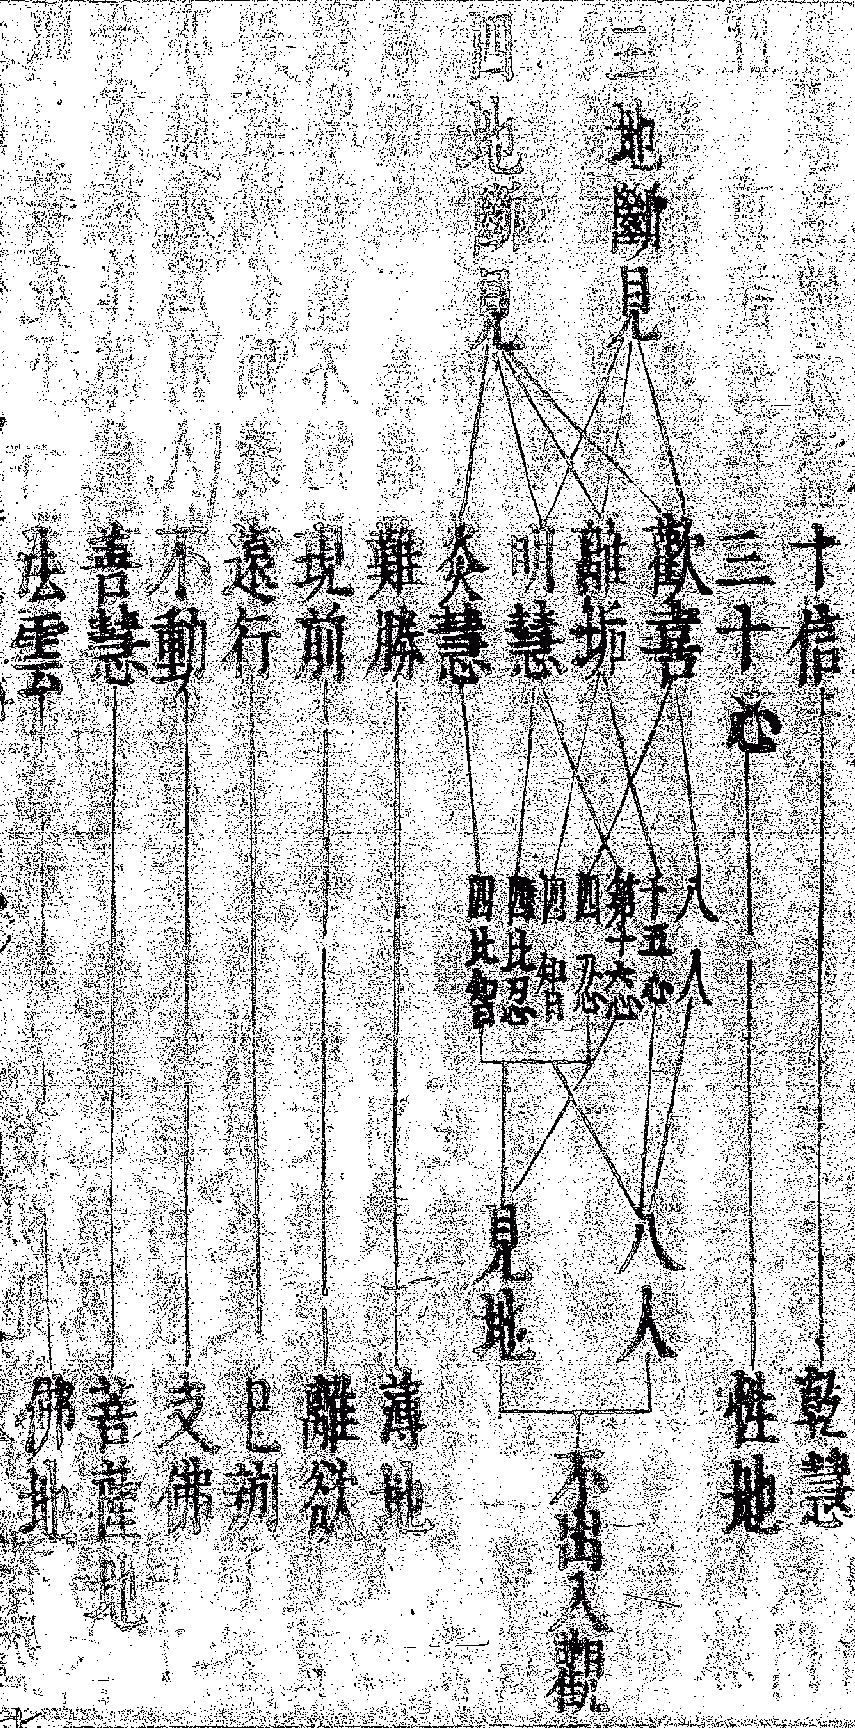 三地斷見
四地斷見
十信
三十心
歡喜
離垢
明慧
炎慧
難勝
現前
遠行
不動
善慧
法雲
八人
十五心
第十六心
四忍
四智
四比忍
四比智
八人
見地
乾慧
性地
不出入觀
薄地
離欲
已辦
支佛
菩薩地
佛地